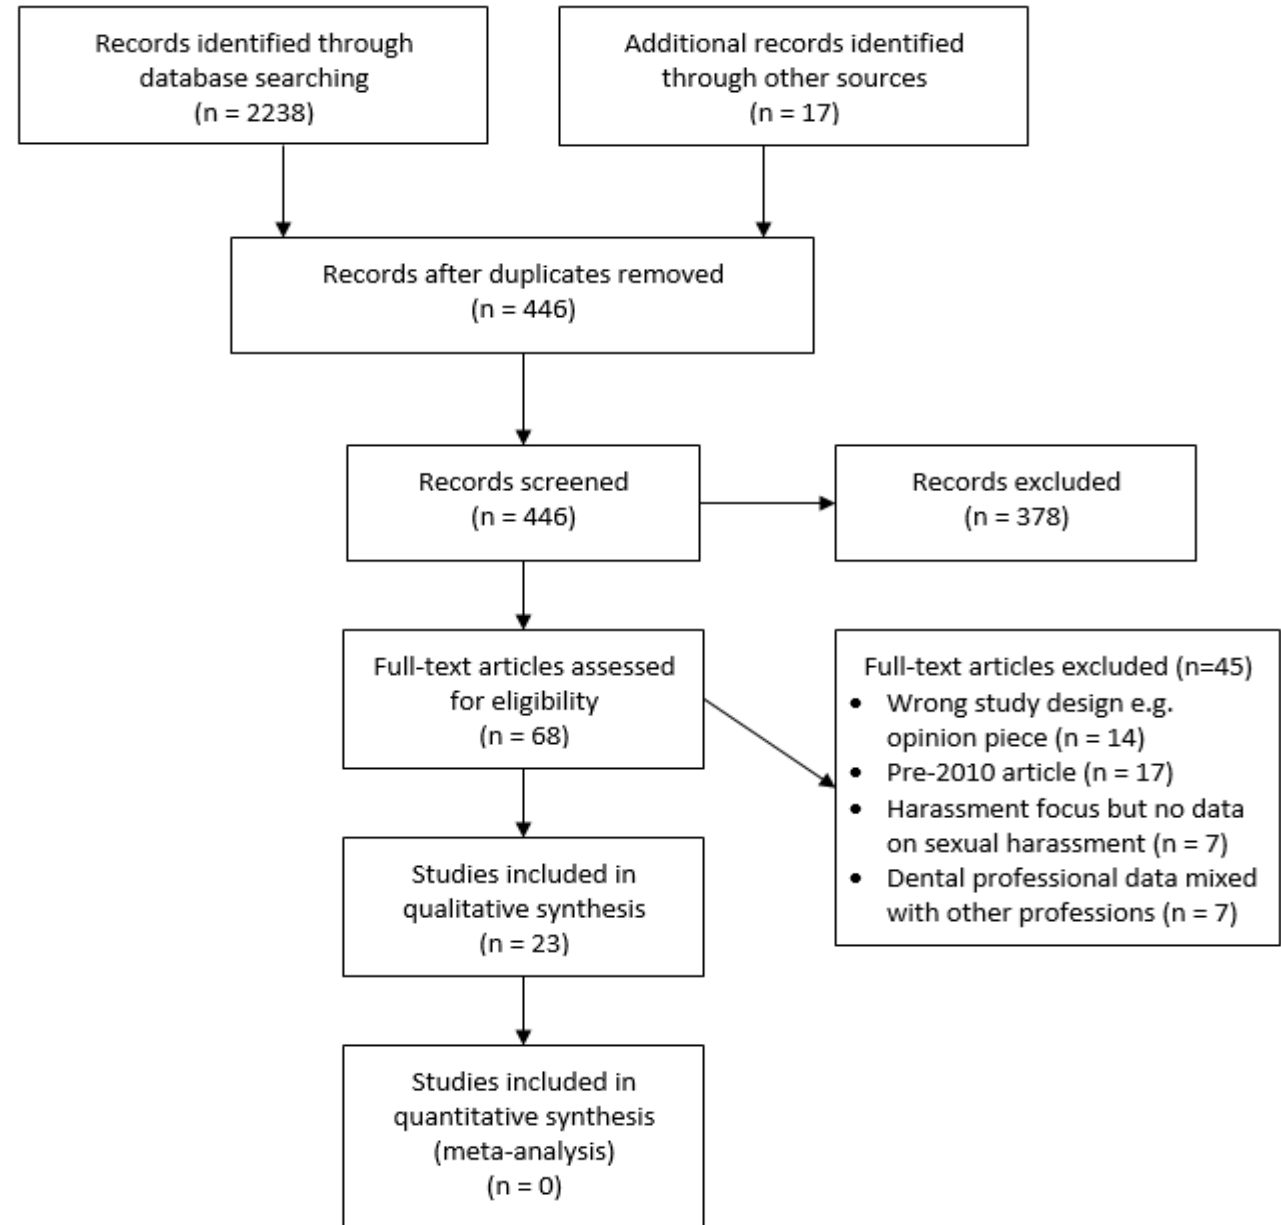 Records identified through
database searching
(n = 2238)
Additional records identified
through other sources
(n = 17)
Records after duplicates removed
(n = 446)
Records screened
(n = 446)
Records excluded
(n = 378)
Full-text articles assessed
for eligibility
(n = 68)
Full-text articles excluded (n=45)
• Wrong study design e.g.
opinion piece (n = 14)
• Pre-2010 article (n = 17)
• Harassment focus but no data
on sexual harassment (n = 7)
• Dental professional data mixed
with other professions (n = 7)
Studies included in
qualitative synthesis
(n = 23)
Studies included in
quantitative synthesis
(meta-analysis)
(n = 0)